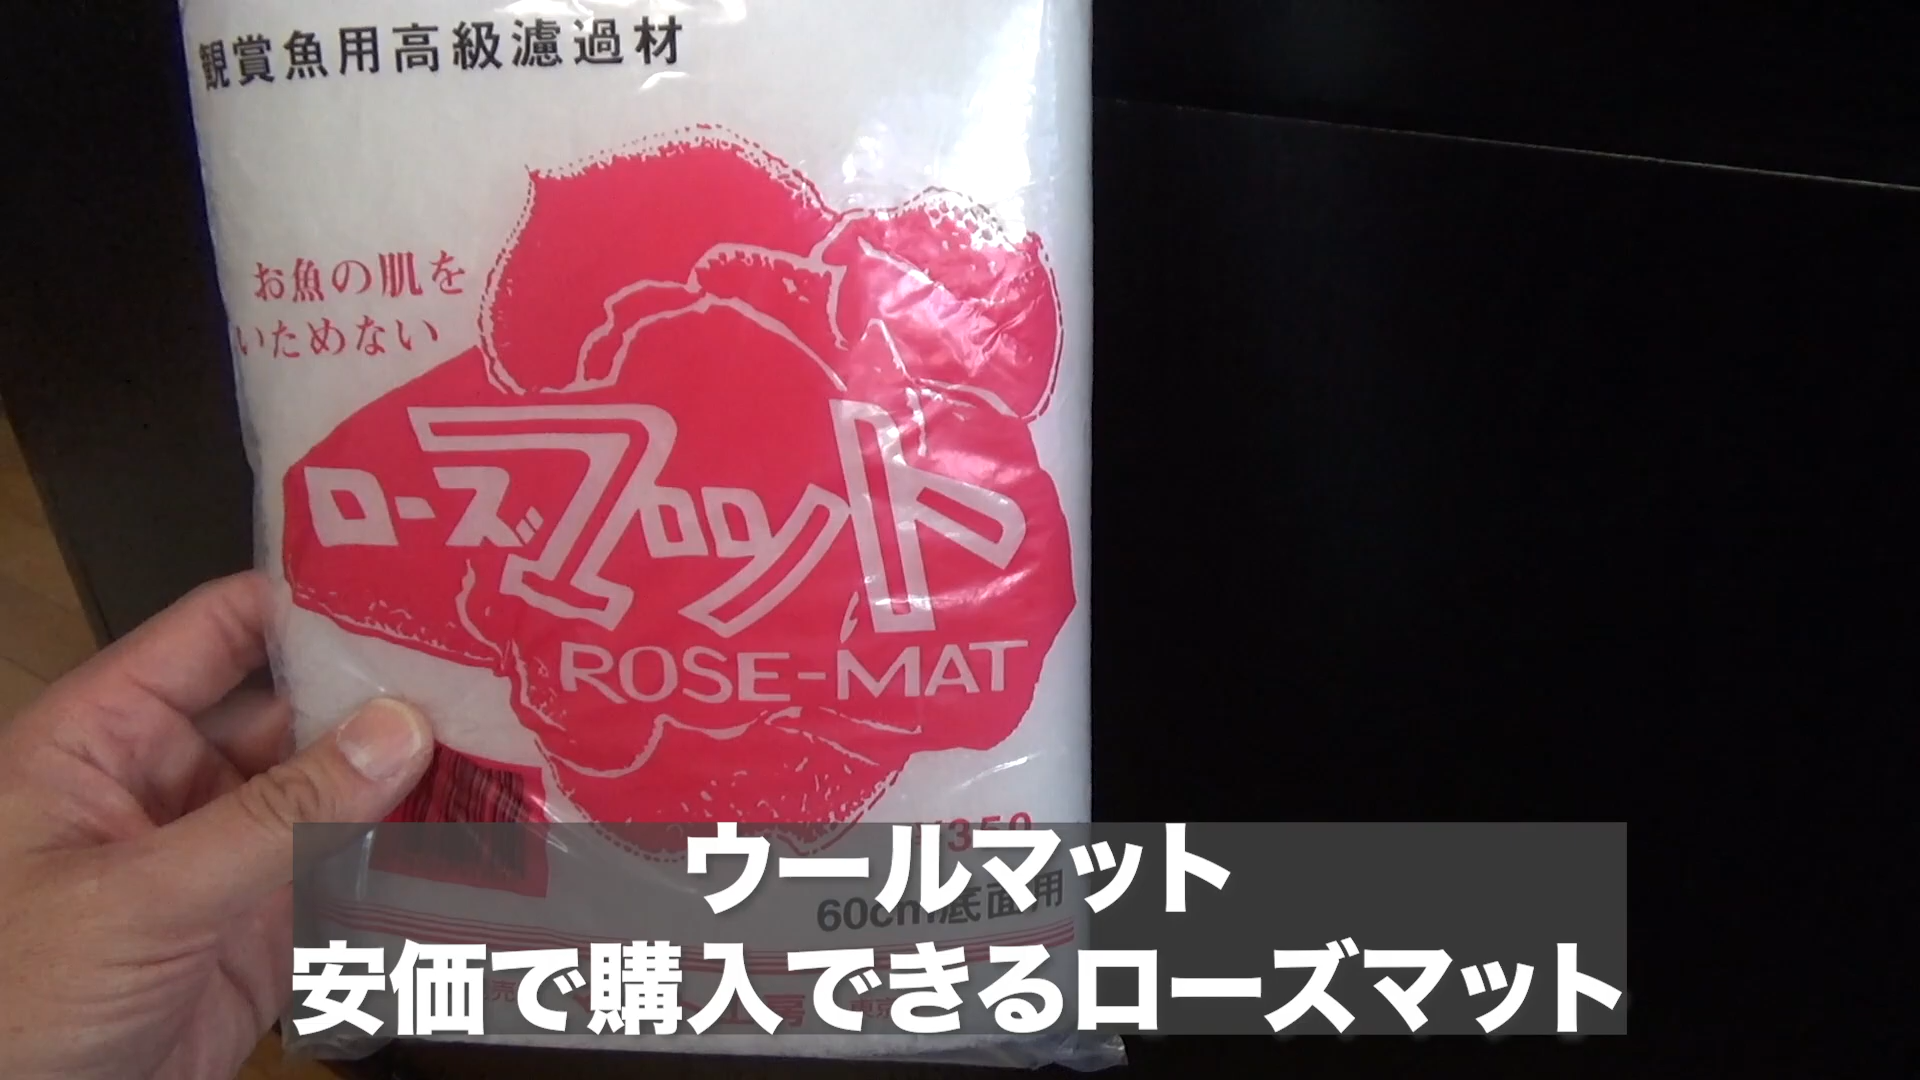 観賞魚用高級濾過材
お魚の肌を
いためない
ローズマット
ROSE-MAT
¥350
60cm底面用
ウールマット
安価で購入できるローズマット